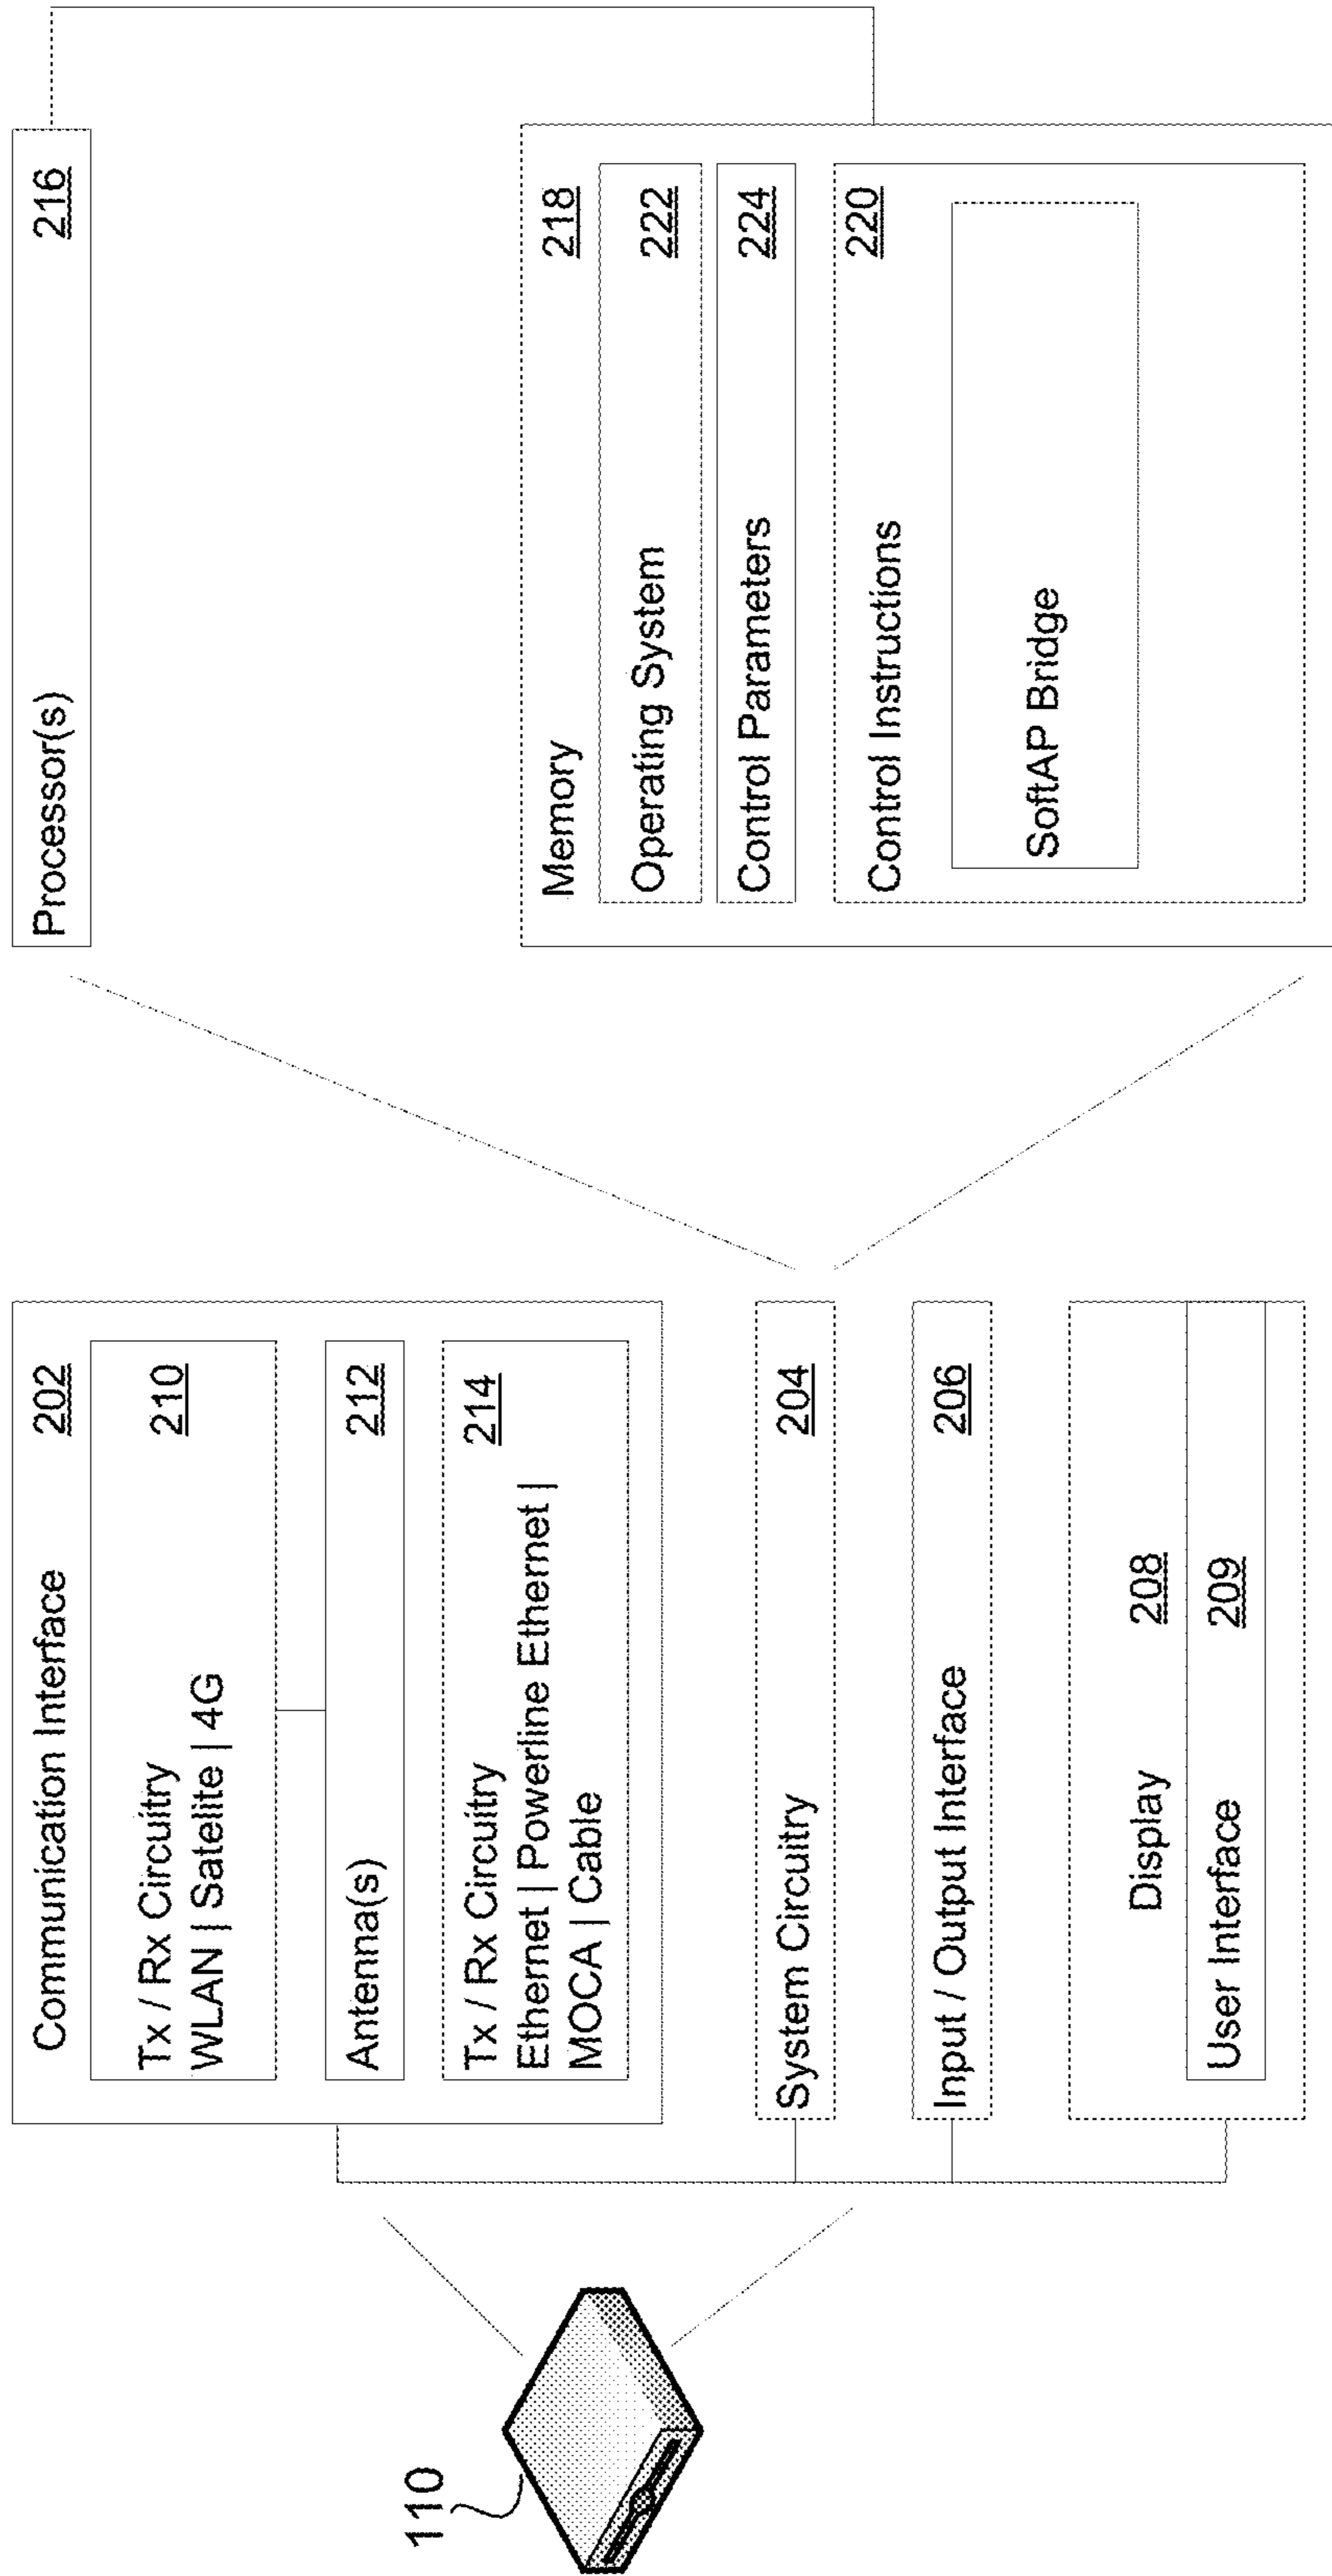 110
Communication Interface 202
Tx / Rx Circuitry 210
WLAN | Satelite | 4G
Antenna(s) 212
Tx / Rx Circuitry 214
Ethernet | Powerline Ethernet |
MOCA | Cable
System Circuitry 204
Input / Output Interface 206
Display 208
User Interface 209
Processor(s) 216
Memory 218
Operating System 222
Control Parameters 224
Control Instructions 220
SoftAP Bridge